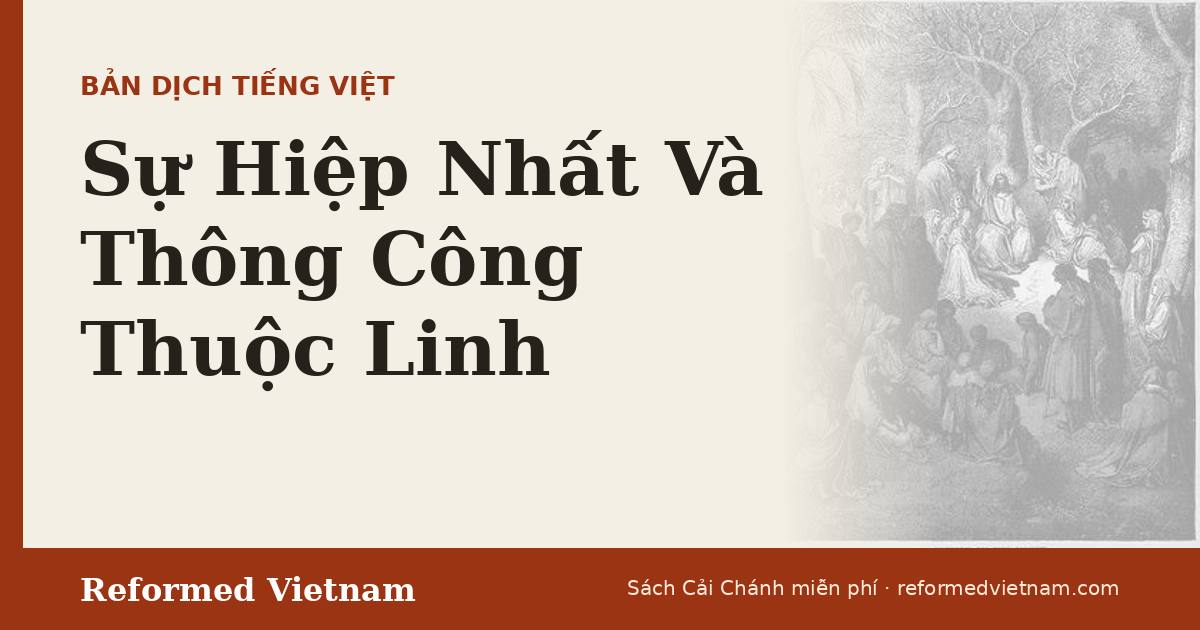 BẢN DỊCH TIẾNG VIỆT
Sự Hiệp Nhất Và
Thông Công
Thuộc Linh
Reformed Vietnam
Sách Cải Chánh miễn phí · reformedvietnam.com